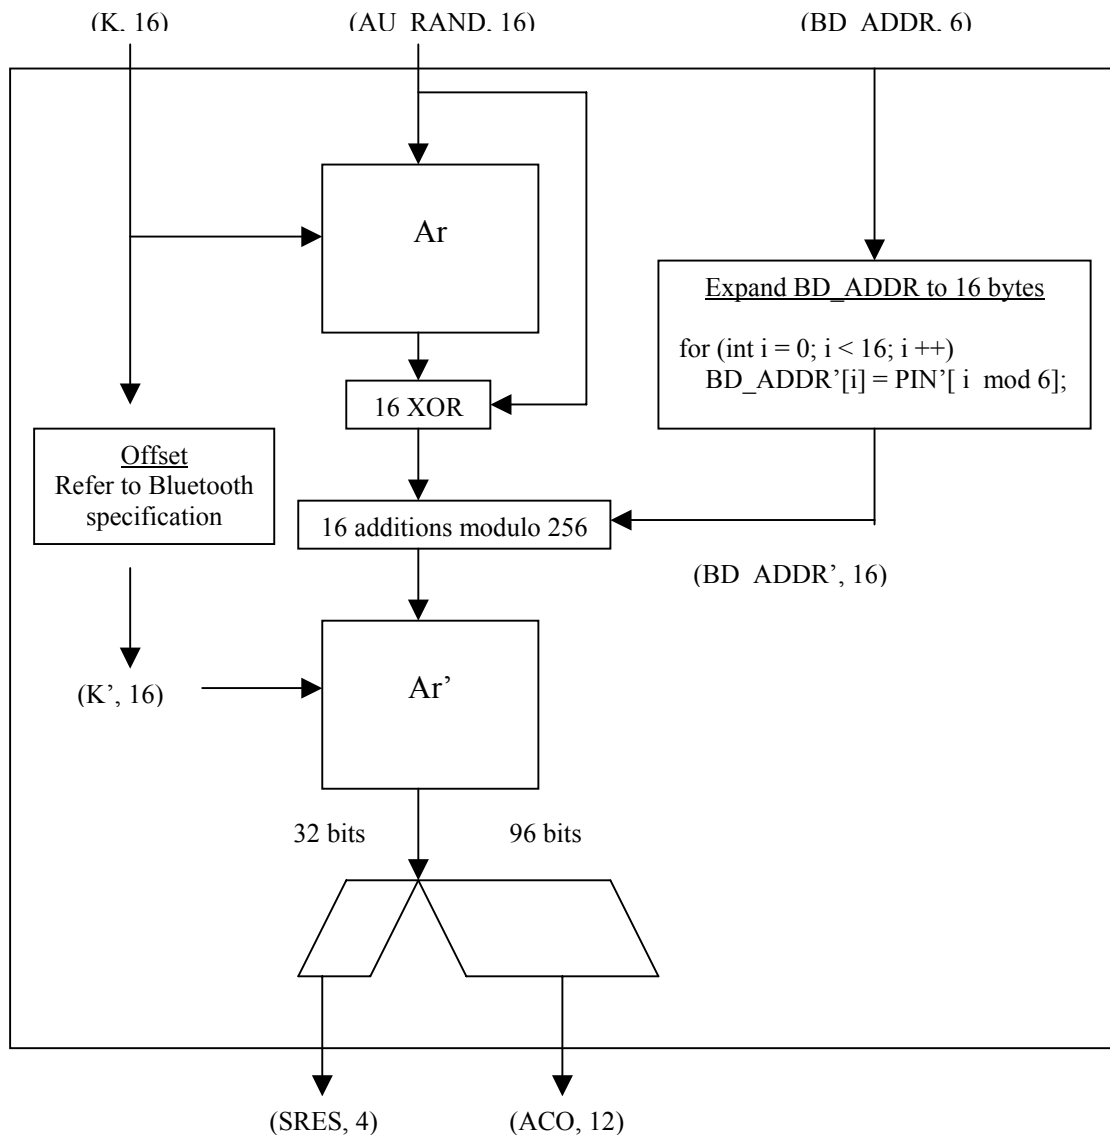 (K, 16)
(AU_RAND, 16)
(BD_ADDR, 6)
Ar
Expand BD_ADDR to 16 bytes
for (int i = 0; i < 16; i ++)
BD_ADDR’[i] = PIN’[ i mod 6];
16 XOR
Offset
Refer to Bluetooth
specification
16 additions modulo 256
(BD_ADDR’, 16)
Ar’
(K’, 16)
32 bits
96 bits
(SRES, 4)
(ACO, 12)